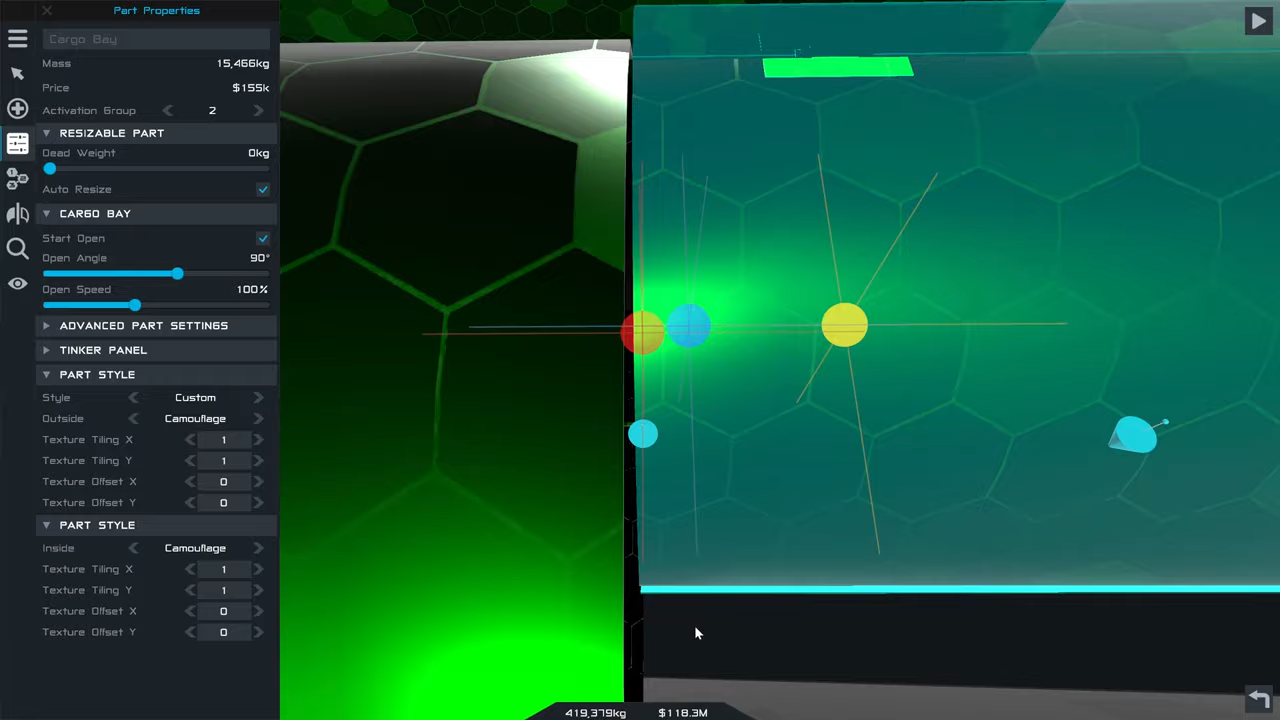 Part Properties
Cargo Bay
Mass 15,466kg
Price $155k
Activation Group 2
RESIZABLE PART
Dead Weight 0kg
Auto Resize
CARGO BAY
Start Open
Open Angle 90°
Open Speed 100%
ADVANCED PART SETTINGS
TINKER PANEL
PART STYLE
Style Custom
Outside Camouflage
Texture Tiling X 1
Texture Tiling Y 1
Texture Offset X 0
Texture Offset Y 0
PART STYLE
Inside Camouflage
Texture Tiling X 1
Texture Tiling Y 1
Texture Offset X 0
Texture Offset Y 0
419,379kg $118.3M